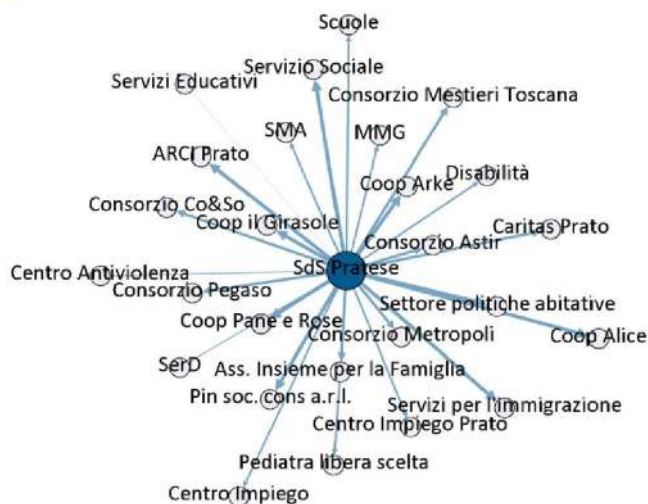 Scuole
Servizio Sociale
Servizi Educativi
Consorzio Mestieri Toscana
SMA
MMG
ARCI Prato
Disabilità
Coop Arke
Consorzio Co&So
Coop il Girasole
Caritas Prato
Consorzio Astir
SdS Pratese
Centro Antiviolenza
Consorzio Pegaso
Settore politiche abitative
Coop Pane e Rose
Consorzio Metropoli
Coop Alice
SerD
Ass. Insieme per la Famiglia
Pin soc. cons a.r.l.
Servizi per l'immigrazione
Centro Impiego Prato
Pediatra libera scelta
Centro Impiego